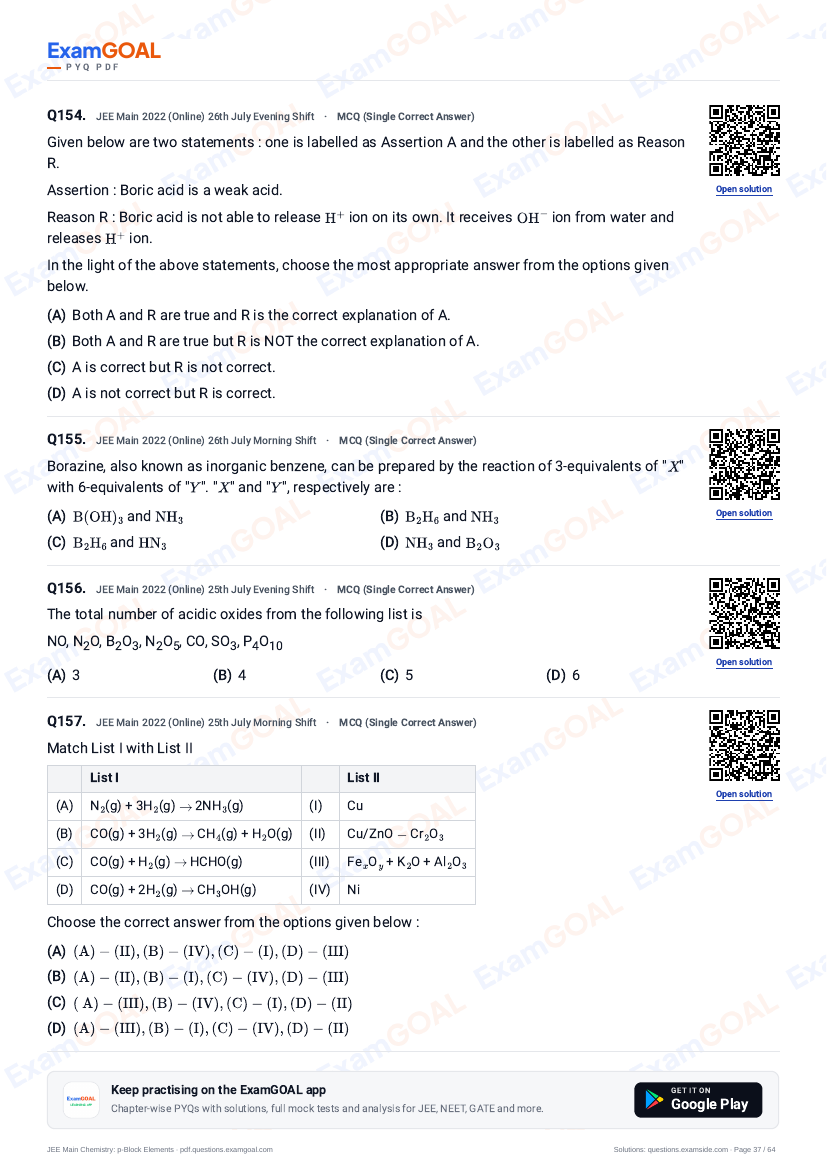 ExamGOAL
PYQ PDF
Q154. JEE Main 2022 (Online) 26th July Evening Shift · MCQ (Single Correct Answer)
Given below are two statements : one is labelled as Assertion A and the other is labelled as Reason
R.
Assertion : Boric acid is a weak acid.
Reason R : Boric acid is not able to release H⁺ ion on its own. It receives OH⁻ ion from water and
releases H⁺ ion.
In the light of the above statements, choose the most appropriate answer from the options given
below.
(A) Both A and R are true and R is the correct explanation of A.
(B) Both A and R are true but R is NOT the correct explanation of A.
(C) A is correct but R is not correct.
(D) A is not correct but R is correct.
Open solution
Q155. JEE Main 2022 (Online) 26th July Morning Shift · MCQ (Single Correct Answer)
Borazine, also known as inorganic benzene, can be prepared by the reaction of 3-equivalents of "X"
with 6-equivalents of "Y". "X" and "Y", respectively are :
(A) B(OH)₃ and NH₃ (B) B₂H₆ and NH₃
(C) B₂H₆ and HN₃ (D) NH₃ and B₂O₃
Open solution
Q156. JEE Main 2022 (Online) 25th July Evening Shift · MCQ (Single Correct Answer)
The total number of acidic oxides from the following list is
NO, N₂O, B₂O₃, N₂O₅, CO, SO₃, P₄O₁₀
(A) 3 (B) 4 (C) 5 (D) 6
Open solution
Q157. JEE Main 2022 (Online) 25th July Morning Shift · MCQ (Single Correct Answer)
Match List I with List II
List I List II
(A) N₂(g) + 3H₂(g) → 2NH₃(g) (I) Cu
(B) CO(g) + 3H₂(g) → CH₄(g) + H₂O(g) (II) Cu/ZnO − Cr₂O₃
(C) CO(g) + H₂(g) → HCHO(g) (III) FeₓOᵧ + K₂O + Al₂O₃
(D) CO(g) + 2H₂(g) → CH₃OH(g) (IV) Ni
Open solution
Choose the correct answer from the options given below :
(A) (A) − (II), (B) − (IV), (C) − (I), (D) − (III)
(B) (A) − (II), (B) − (I), (C) − (IV), (D) − (III)
(C) ( A) − (III), (B) − (IV), (C) − (I), (D) − (II)
(D) (A) − (III), (B) − (I), (C) − (IV), (D) − (II)
ExamGOAL
Keep practising on the ExamGOAL app
Chapter-wise PYQs with solutions, full mock tests and analysis for JEE, NEET, GATE and more.
GET IT ON
Google Play
JEE Main Chemistry: p-Block Elements · pdf.questions.examgoal.com
Solutions: questions.examside.com · Page 37 / 64